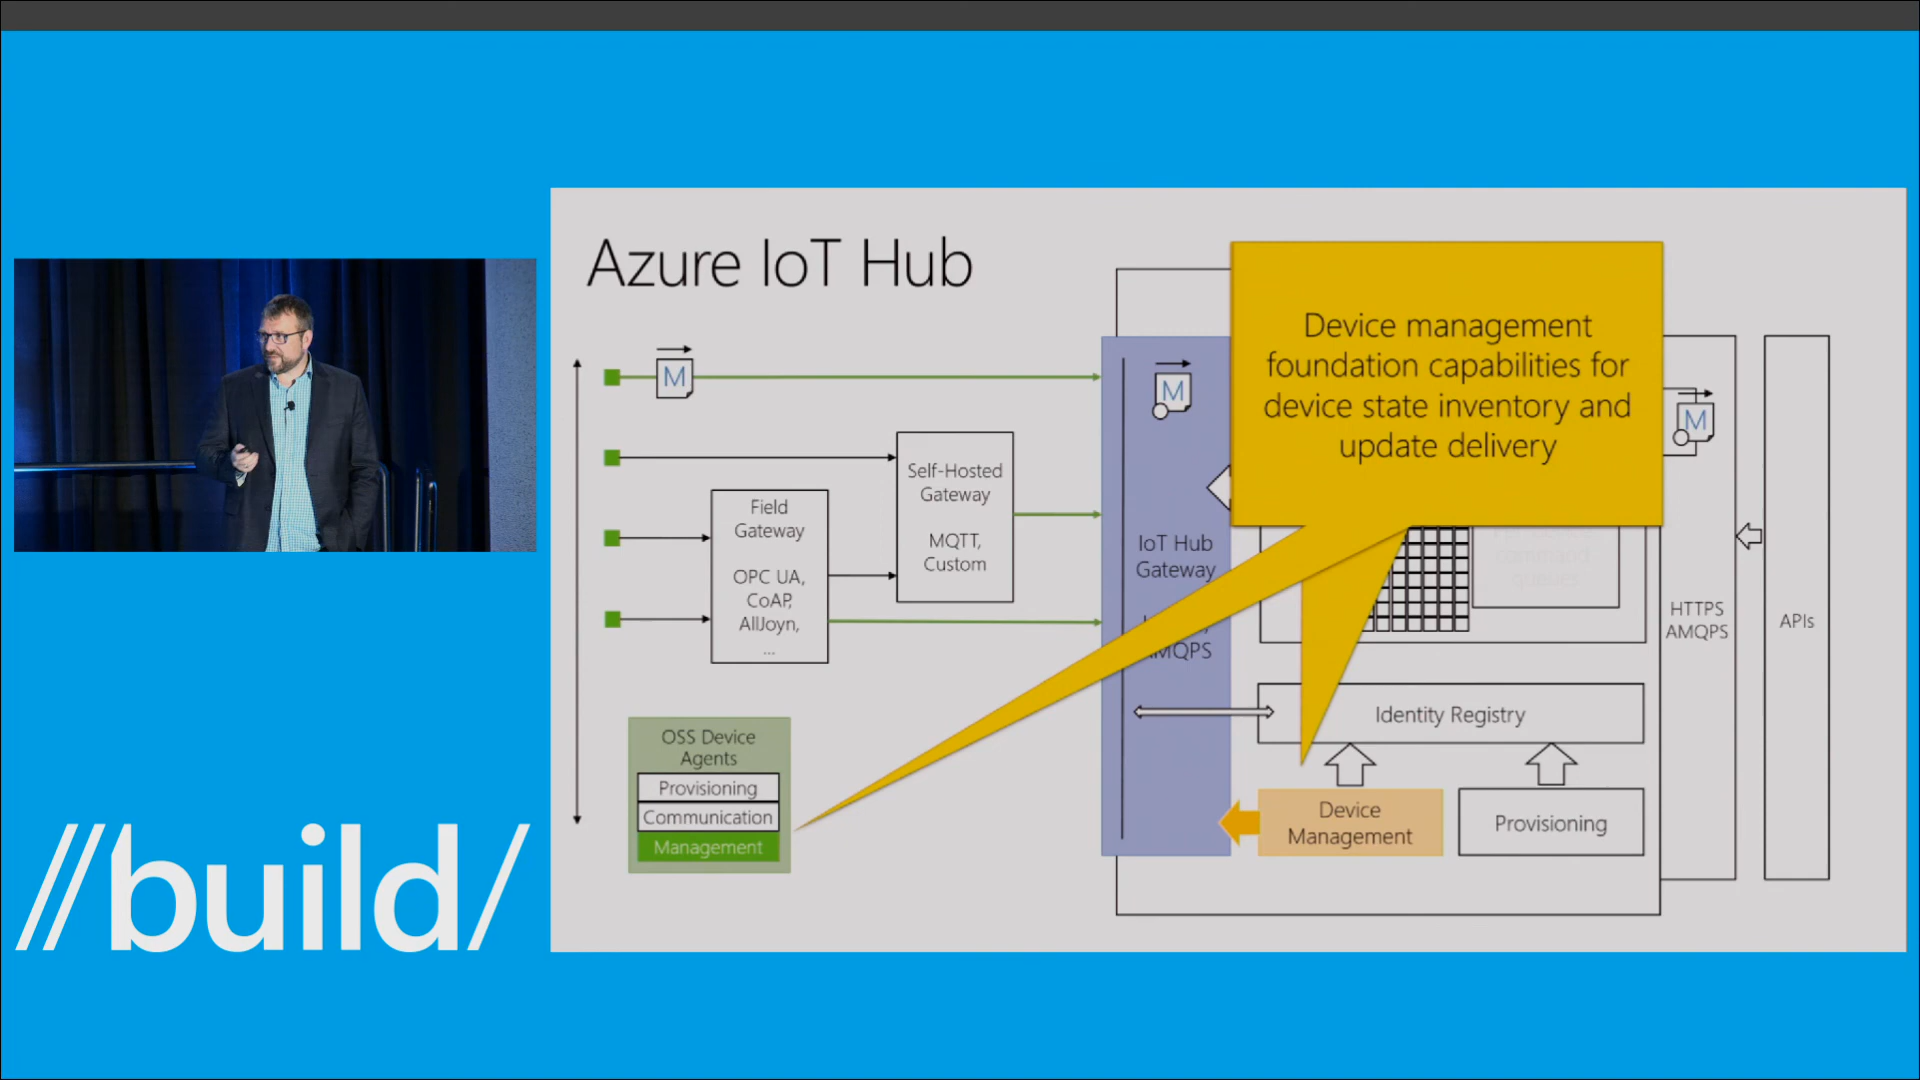 Azure IoT Hub
Device management
foundation capabilities for
device state inventory and
update delivery
M
M
M
Self-Hosted
Gateway
MQTT,
Custom
Field
Gateway
OPC UA,
CoAP,
AllJoyn,
...
IoT Hub
Gateway
AMQPS
command
HTTPS
AMQPS
APIs
Identity Registry
OSS Device
Agents
Provisioning
Communication
Management
Device
Management
Provisioning
//build/